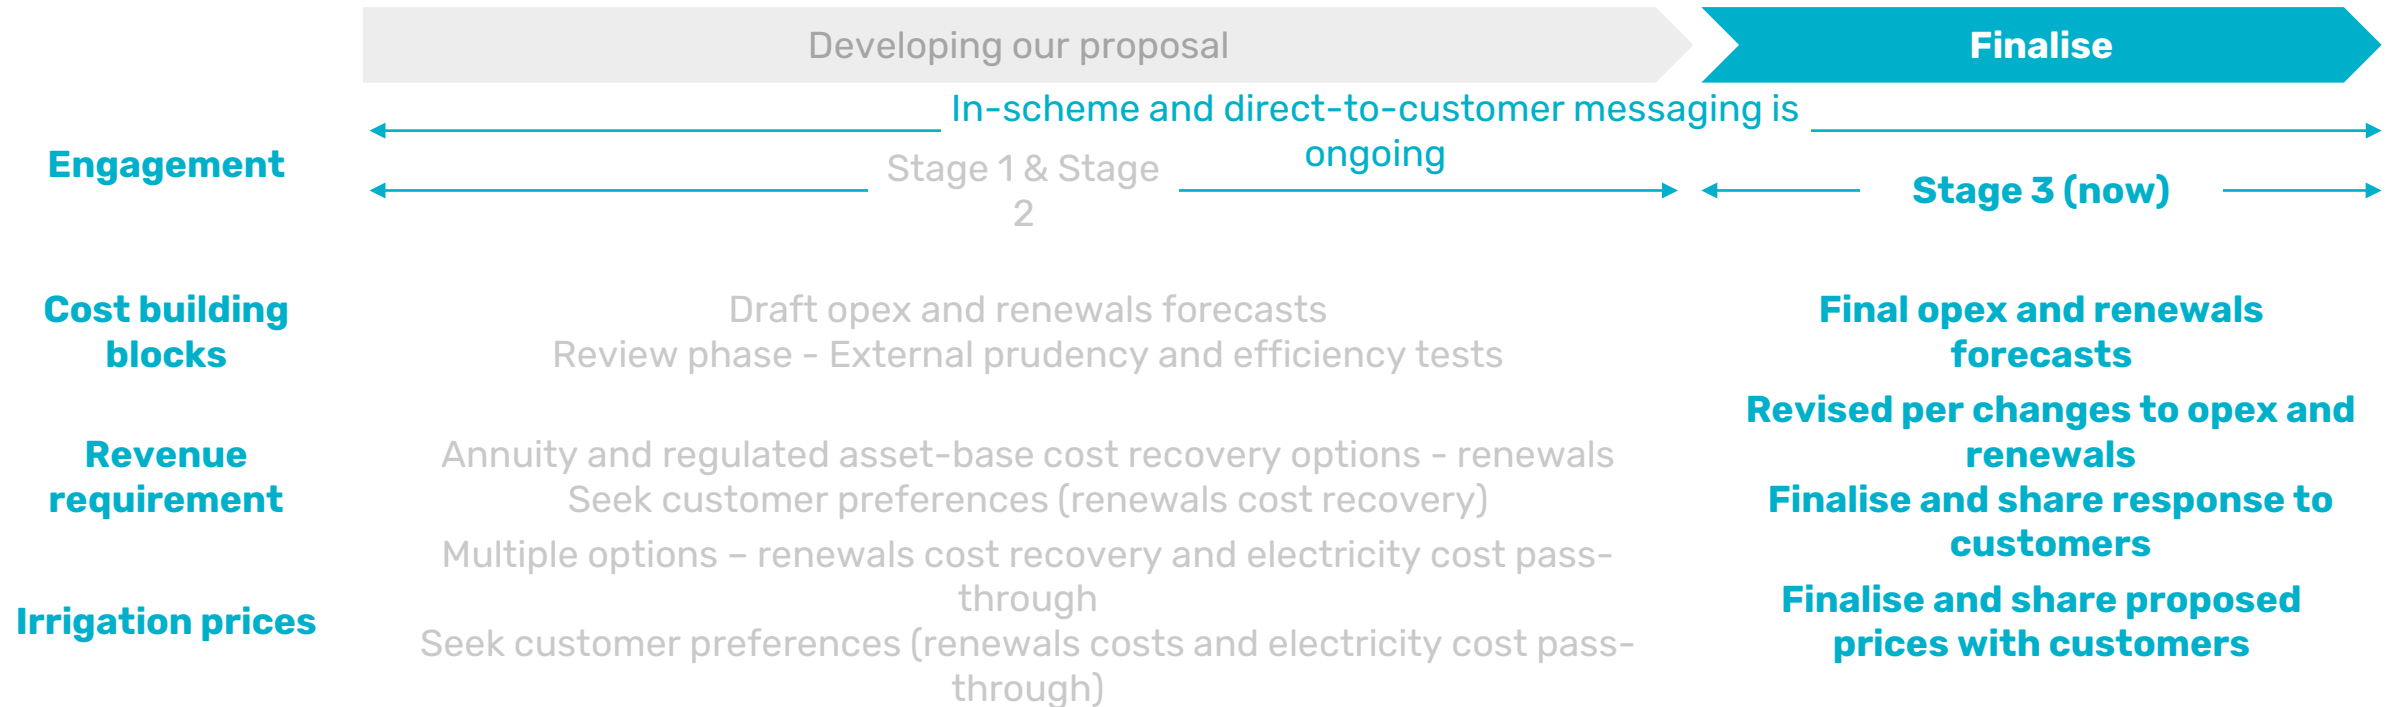 Developing our proposal
Finalise
Engagement
In-scheme and direct-to-customer messaging is
ongoing
Stage 1 & Stage
2
Stage 3 (now)
Cost building
blocks
Draft opex and renewals forecasts
Review phase - External prudency and efficiency tests
Final opex and renewals
forecasts
Revenue
requirement
Annuity and regulated asset-base cost recovery options - renewals
Seek customer preferences (renewals cost recovery)
Revised per changes to opex and
renewals
Finalise and share response to
customers
Irrigation prices
Multiple options – renewals cost recovery and electricity cost pass-
through
Seek customer preferences (renewals costs and electricity cost pass-
through)
Finalise and share proposed
prices with customers